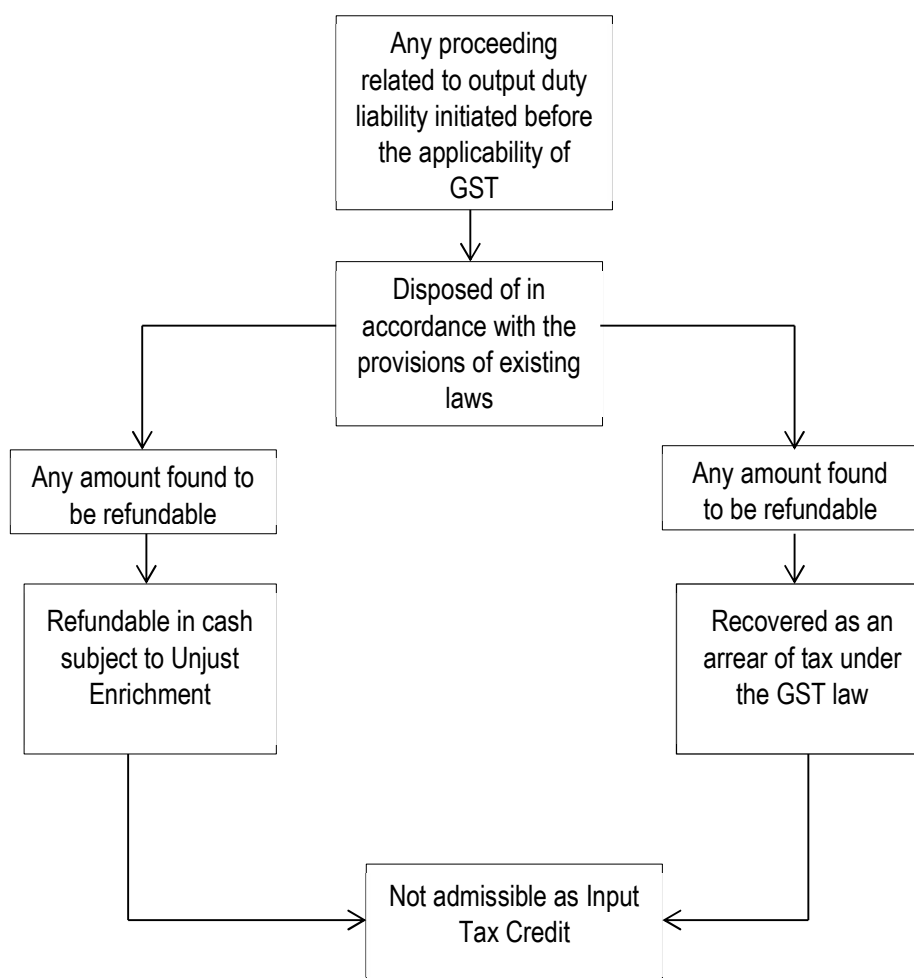 Any proceeding
related to output duty
liability initiated before
the applicability of
GST
Disposed of in
accordance with the
provisions of existing
laws
Any amount found to
be refundable
Any amount found
to be refundable
Refundable in cash
subject to Unjust
Enrichment
Recovered as an
arrear of tax under
the GST law
Not admissible as Input
Tax Credit